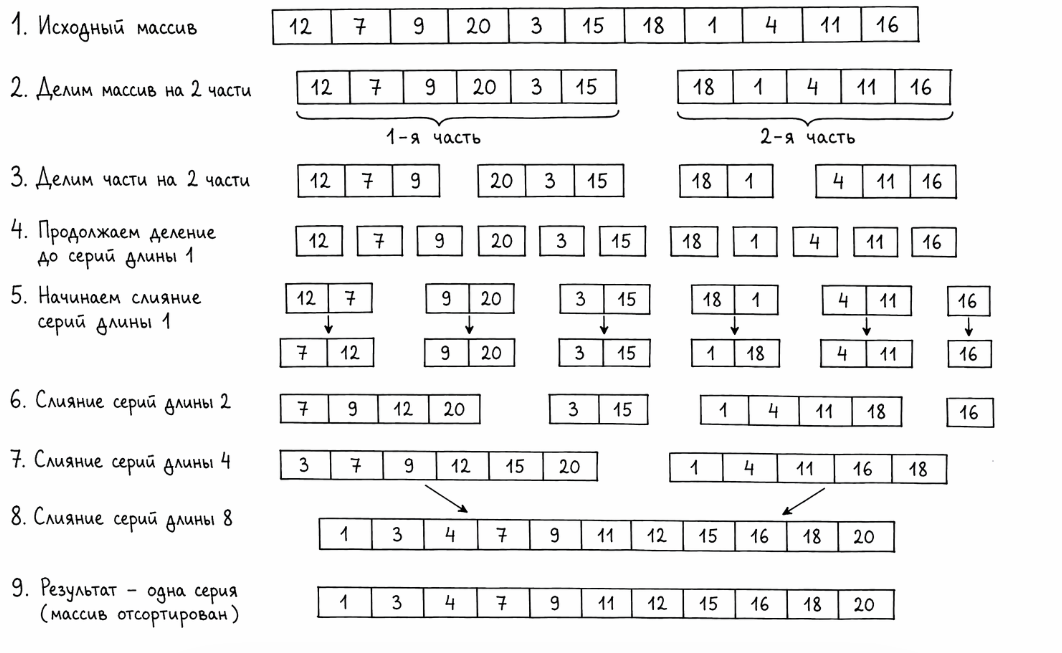 1. Исходный массив 12 7 9 20 3 15 18 1 4 11 16
2. Делим массив на 2 части 12 7 9 20 3 15 18 1 4 11 16
1-я часть 2-я часть
3. Делим части на 2 части 12 7 9 20 3 15 18 1 4 11 16
4. Продолжаем деление
до серий длины 1 12 7 9 20 3 15 18 1 4 11 16
5. Начинаем слияние 12 7 9 20 3 15 18 1 4 11 16
серий длины 1
7 12 9 20 3 15 1 18 4 11 16
6. Слияние серий длины 2 7 9 12 20 3 15 1 4 11 18 16
7. Слияние серий длины 4 3 7 9 12 15 20 1 4 11 16 18
8. Слияние серий длины 8 1 3 4 7 9 11 12 15 16 18 20
9. Результат – одна серия
(массив отсортирован) 1 3 4 7 9 11 12 15 16 18 20